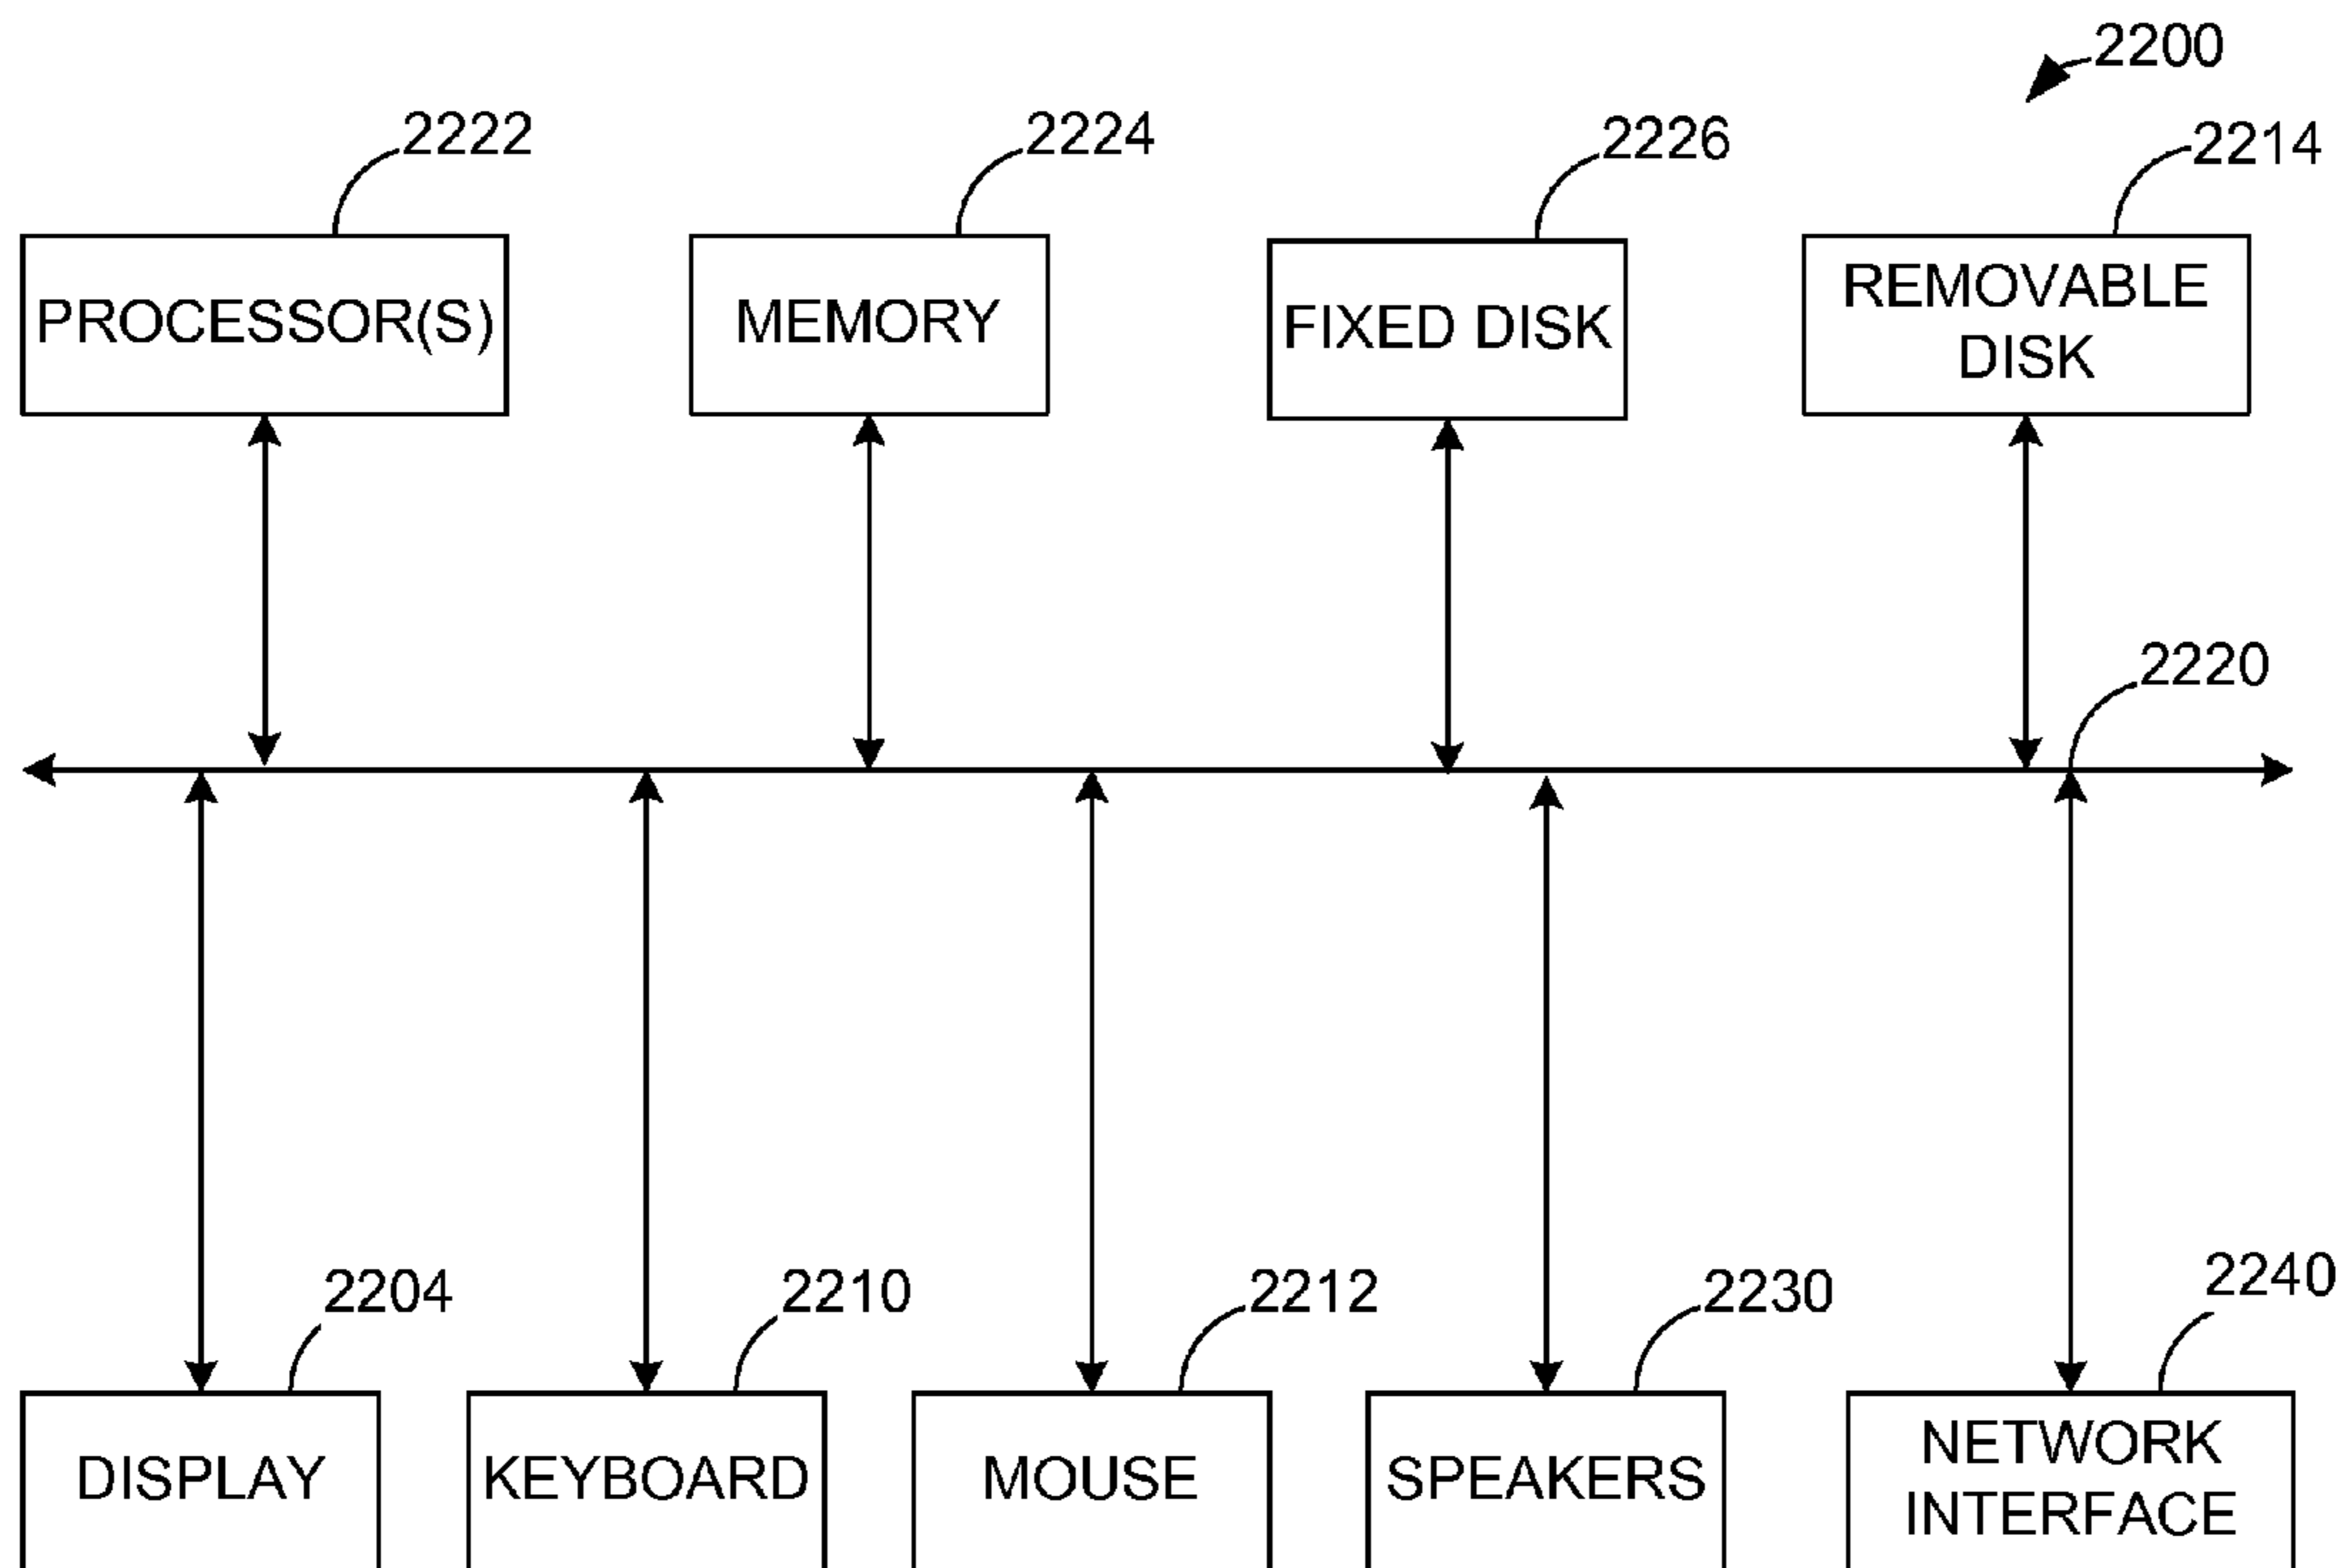 2200
2222
2224
2226
2214
PROCESSOR(S)
MEMORY
FIXED DISK
REMOVABLE
DISK
2220
2204
2210
2212
2230
2240
DISPLAY
KEYBOARD
MOUSE
SPEAKERS
NETWORK
INTERFACE